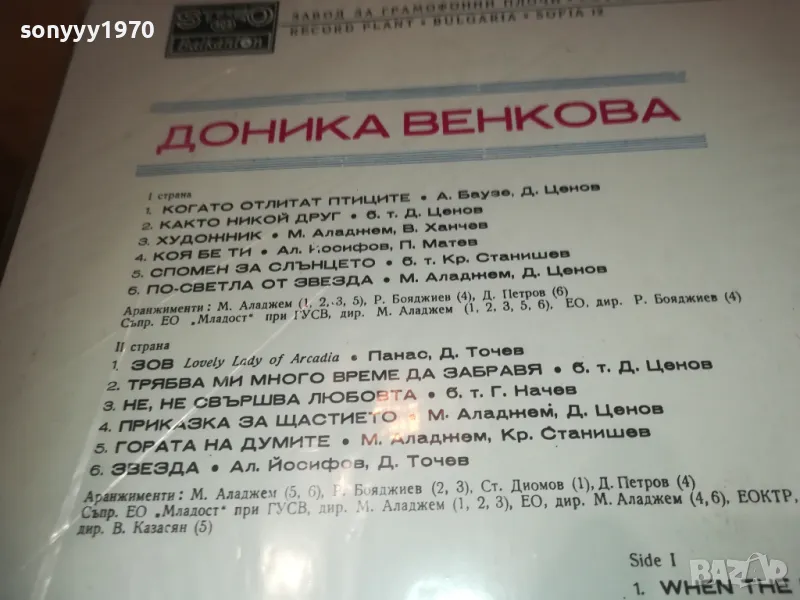 sonyyy1970
Balkanton
ЗАВОД ЗА ГРАМОФОННИ ПЛОЧИ
RECORD PLANT • BULGARIA • SOFIA 12
ДОНИКА ВЕНКОВА
I страна
1. КОГАТО ОТЛИТАТ ПТИЦИТЕ • А. Баузе, Д. Ценов
2. КАКТО НИКОЙ ДРУГ • б. т. Д. Ценов
3. ХУДОЖНИК • М. Аладжем, В. Ханчев
4. КОЯ БЕ ТИ • Ал. Йосифов, П. Матев
5. СПОМЕН ЗА СЛЪНЦЕТО • б. т. Кр. Станишев
6. ПО-СВЕТЛА ОТ ЗВЕЗДА • М. Аладжем, Д. Ценов
Аранжименти: М. Аладжем (1, 2, 3, 5), Р. Бояджиев (4), Д. Петров (6)
Съпр. ЕО „Младост" при ГУСВ, дир. М. Аладжем (1, 2, 3, 5, 6), ЕО, дир. Р. Бояджиев (4)
II страна
1. ЗОВ Lovely Lady of Arcadia • Панас, Д. Точев
2. ТРЯБВА МИ МНОГО ВРЕМЕ ДА ЗАБРАВЯ • б. т. Д. Ценов
3. НЕ, НЕ СВЪРШВА ЛЮБОВТА • б. т. Г. Начев
4. ПРИКАЗКА ЗА ЩАСТИЕТО • М. Аладжем, Д. Ценов
5. ГОРАТА НА ДУМИТЕ • М. Аладжем, Кр. Станишев
6. ЗВЕЗДА • Ал. Йосифов, Д. Точев
Аранжименти: М. Аладжем (5, 6), Р. Бояджиев (2, 3), Ст. Диомов (1), Д. Петров (4)
Съпр. ЕО „Младост" при ГУСВ, дир. М. Аладжем (1, 2, 3), ЕО, дир. М. Аладжем (4, 6), ЕОКТР,
дир. В. Казасян (5)
Side I
1. WHEN THE
bazar